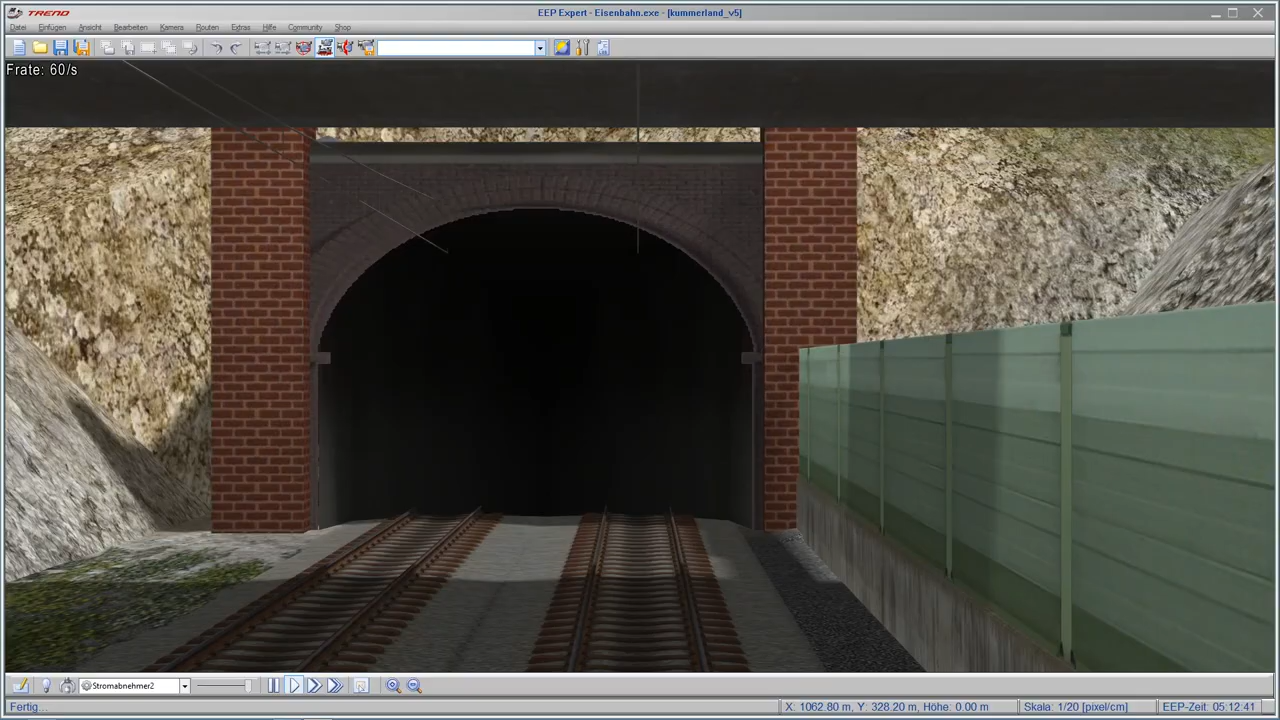 TREND
EEP Expert - Eisenbahn.exe - [kummerland_v5]
Datei Einfügen Ansicht Bearbeiten Kamera Routen Extras Hilfe Community Shop
Frate: 60/s
Stromabnehmer2
Fertig...
X: 1062.80 m, Y: 328.20 m, Höhe: 0.00 m
Skala: 1/20 [pixel/cm]
EEP-Zeit: 05:12:41